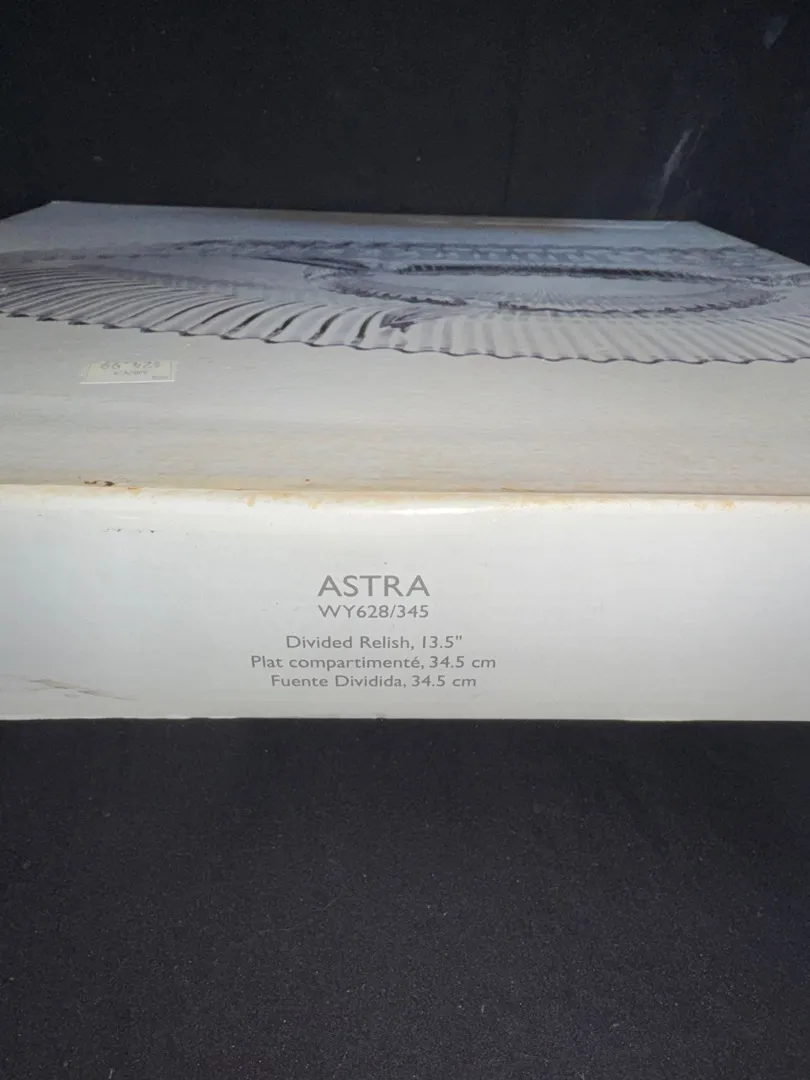 ASTRA
WY628/345
Divided Relish, 13.5"
Plat compartimenté, 34.5 cm
Fuente Dividida, 34.5 cm